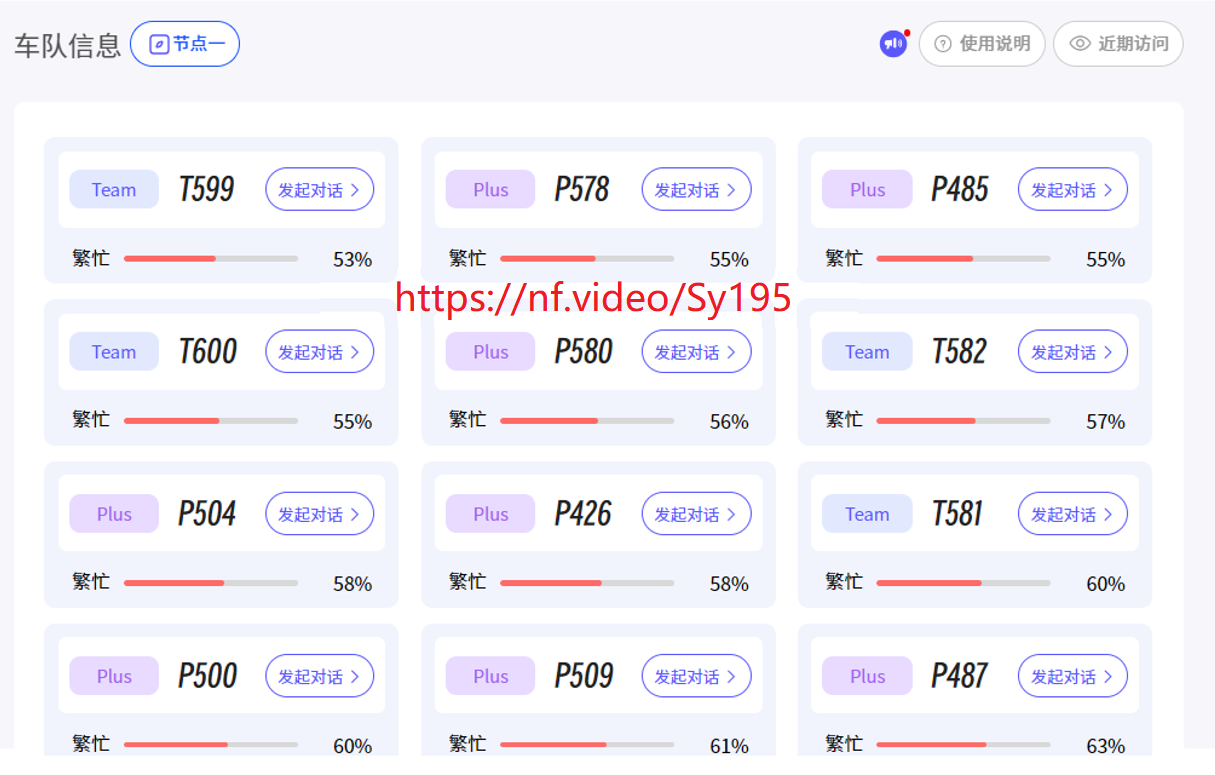 车队信息 节点一 使用说明 近期访问
Team T599 发起对话 Plus P578 发起对话 Plus P485 发起对话
繁忙 53% 繁忙 55% 繁忙 55%
https://nf.video/Sy195
Team T600 发起对话 Plus P580 发起对话 Team T582 发起对话
繁忙 55% 繁忙 56% 繁忙 57%
Plus P504 发起对话 Plus P426 发起对话 Team T581 发起对话
繁忙 58% 繁忙 58% 繁忙 60%
Plus P500 发起对话 Plus P509 发起对话 Plus P487 发起对话
繁忙 60% 繁忙 61% 繁忙 63%